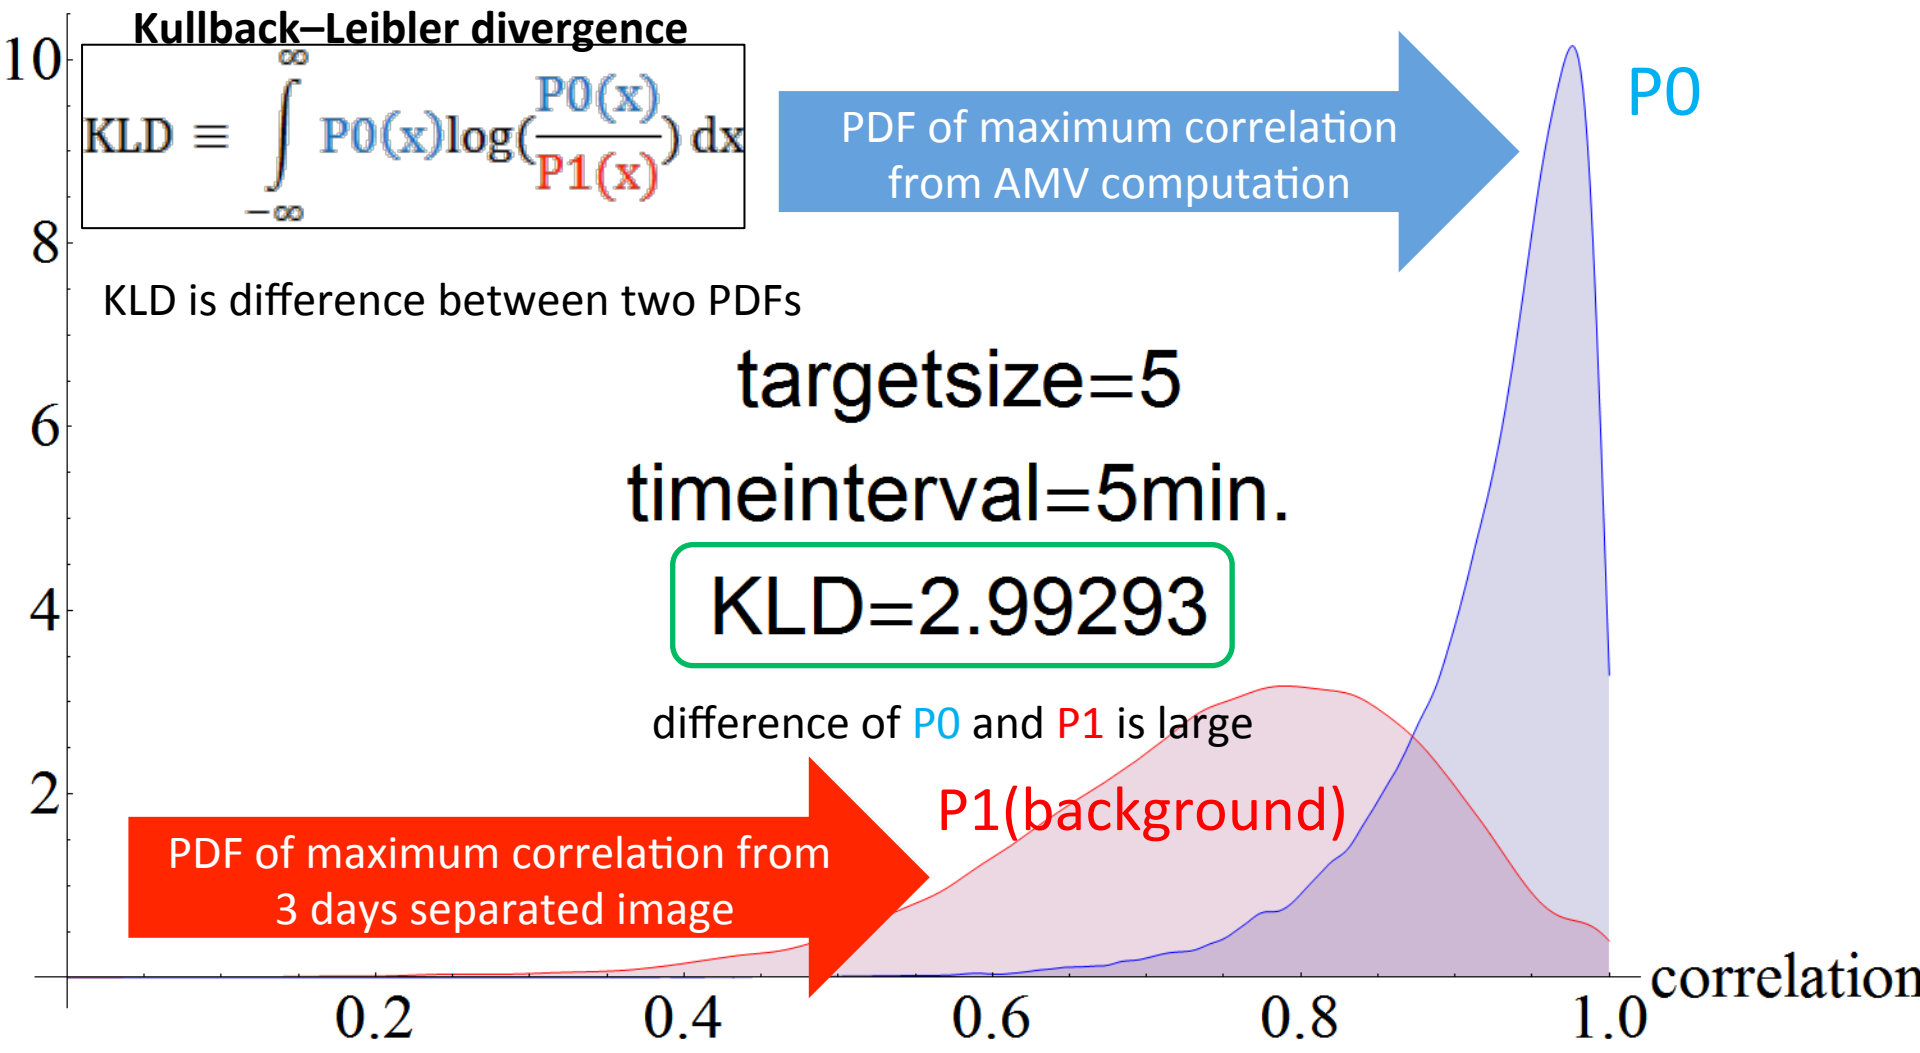 Kullback–Leibler divergence
KLD ≡ ∫_{-∞}^{∞} P0(x)log(P0(x)/P1(x)) dx
PDF of maximum correlation
from AMV computation
P0
KLD is difference between two PDFs
targetsize=5
timeinterval=5min.
KLD=2.99293
difference of P0 and P1 is large
P1(background)
PDF of maximum correlation from
3 days separated image
10
8
6
4
2
0.2 0.4 0.6 0.8 1.0
correlation